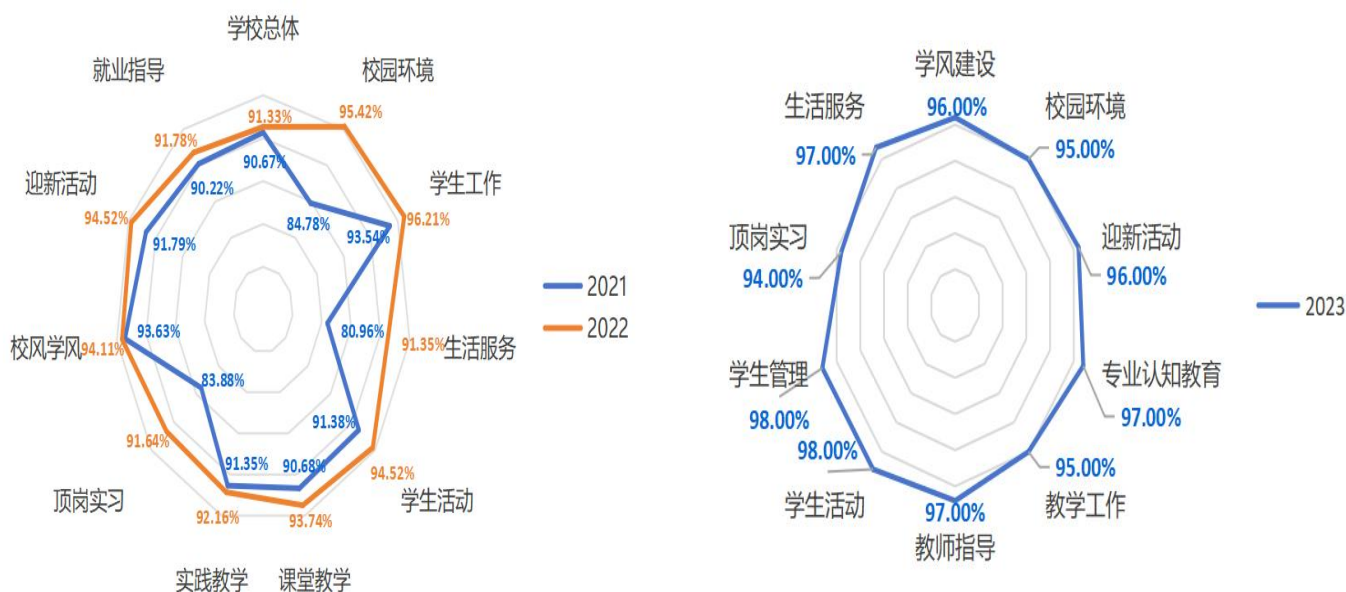 学校总体
就业指导
校园环境
91.33%
95.42%
91.78%
90.67%
90.22%
迎新活动
学生工作
94.52%
84.78%
96.21%
91.79%
93.54%
校风学风
93.63%
94.11%
80.96%
91.35%
生活服务
83.88%
91.38%
91.64%
91.35%
90.68%
94.52%
顶岗实习
学生活动
92.16%
93.74%
实践教学
课堂教学
2021
2022
学风建设
生活服务
96.00%
校园环境
97.00%
95.00%
顶岗实习
迎新活动
94.00%
96.00%
学生管理
专业认知教育
98.00%
97.00%
98.00%
95.00%
学生活动
97.00%
教学工作
教师指导
2023